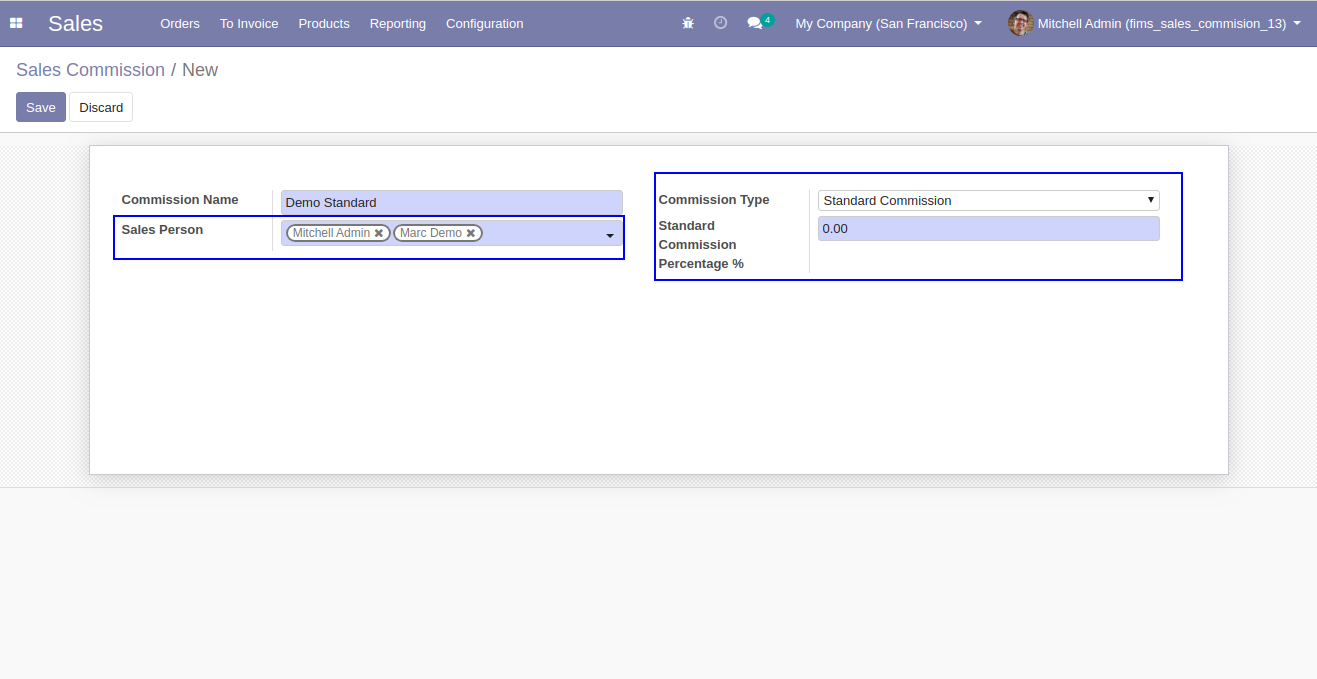 Sales Orders To Invoice Products Reporting Configuration 4 My Company (San Francisco) Mitchell Admin (fims_sales_commision_13)
Sales Commission / New
Save Discard
Commission Name Demo Standard
Sales Person Mitchell Admin ✖ Marc Demo ✖
Commission Type Standard Commission
Standard 0.00
Commission
Percentage %